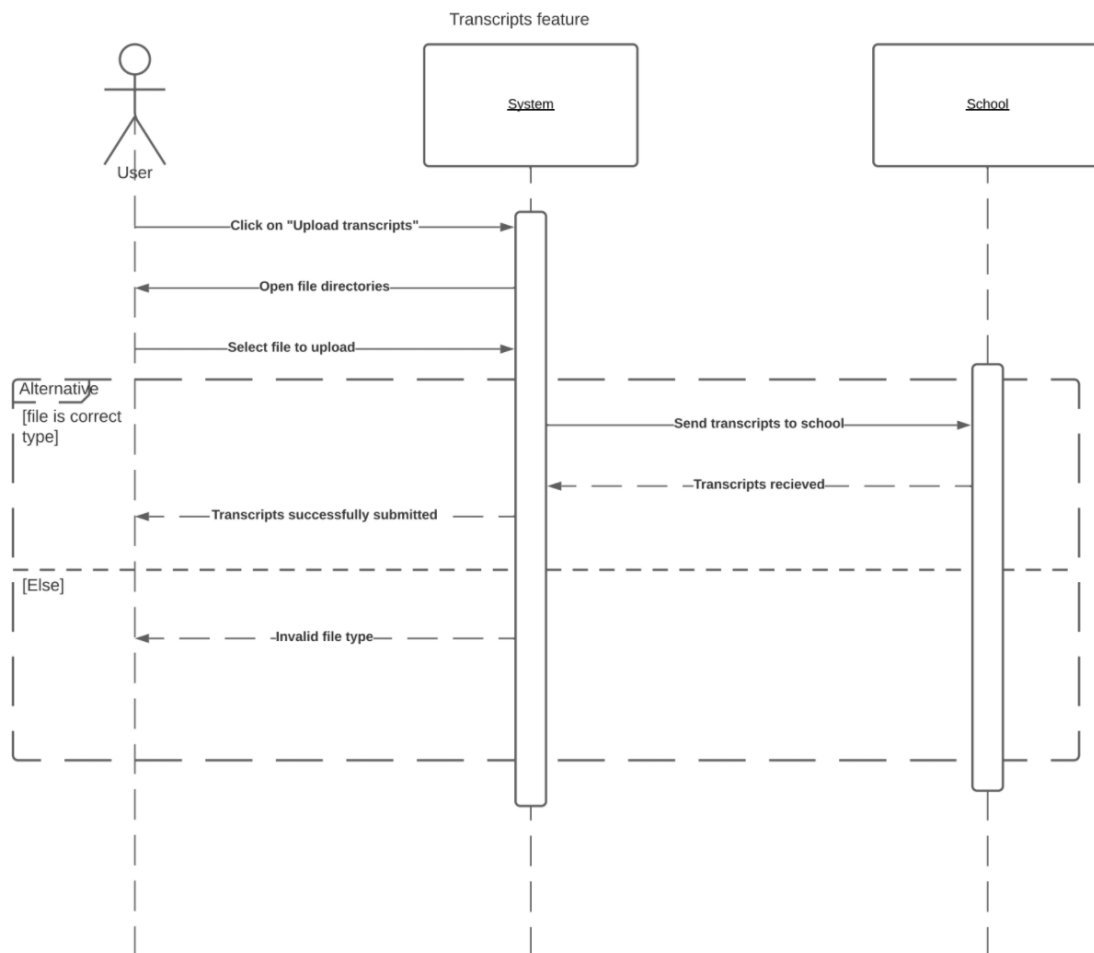 Transcripts feature
System
School
User
Click on "Upload transcripts"
Open file directories
Select file to upload
Alternative
[file is correct
type]
Send transcripts to school
Transcripts recieved
Transcripts successfully submitted
[Else]
Invalid file type